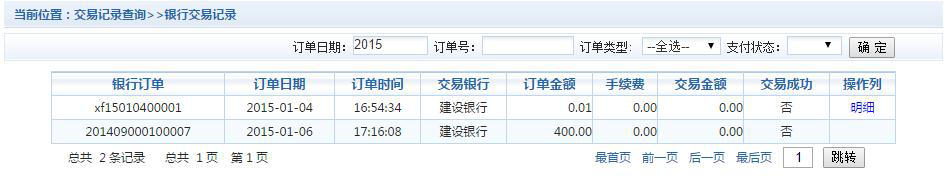 当前位置：交易记录查询>>银行交易记录
订单日期： 2015 订单号： 订单类型: --全选-- 支付状态： 确 定
银行订单 订单日期 订单时间 交易银行 订单金额 手续费 交易金额 交易成功 操作列
xf15010400001 2015-01-04 16:54:34 建设银行 0.01 0.00 0.00 否 明细
201409000100007 2015-01-06 17:16:08 建设银行 400.00 0.00 0.00 否
总共 2 条记录 总共 1 页 第 1 页 最首页 前一页 后一页 最后页 1 跳转